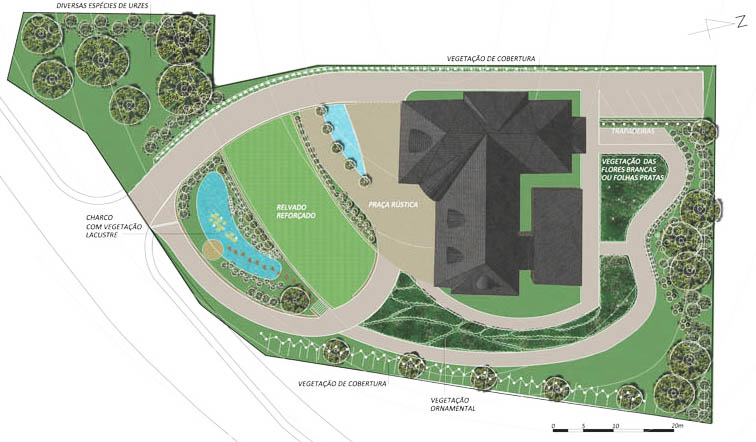 DIVERSAS ESPÉCIES DE URZES
Z
VEGETAÇÃO DE COBERTURA
TRAPADEIRAS
VEGETAÇÃO DAS
FLORES BRANCAS
OU FOLHAS PRATAS
RELVADO
REFORÇADO
PRAÇA RÚSTICA
CHARCO
COM VEGETAÇÃO
LACUSTRE
VEGETAÇÃO DE COBERTURA
VEGETAÇÃO
ORNAMENTAL
0 5 10 20m